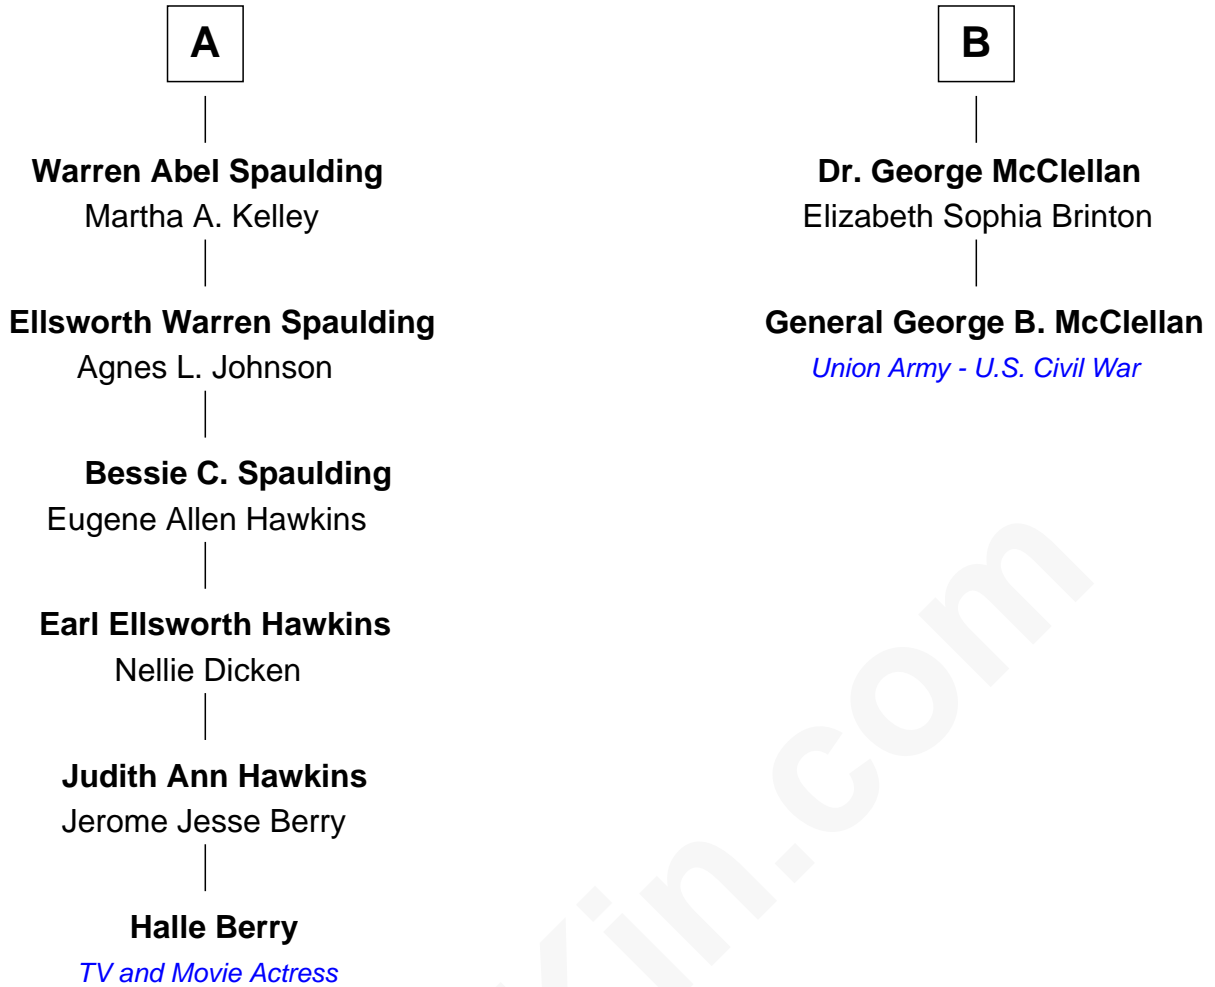 A
Warren Abel Spaulding
Martha A. Kelley
Ellsworth Warren Spaulding
Agnes L. Johnson
Bessie C. Spaulding
Eugene Allen Hawkins
Earl Ellsworth Hawkins
Nellie Dicken
Judith Ann Hawkins
Jerome Jesse Berry
Halle Berry
TV and Movie Actress
B
Dr. George McClellan
Elizabeth Sophia Brinton
General George B. McClellan
Union Army - U.S. Civil War